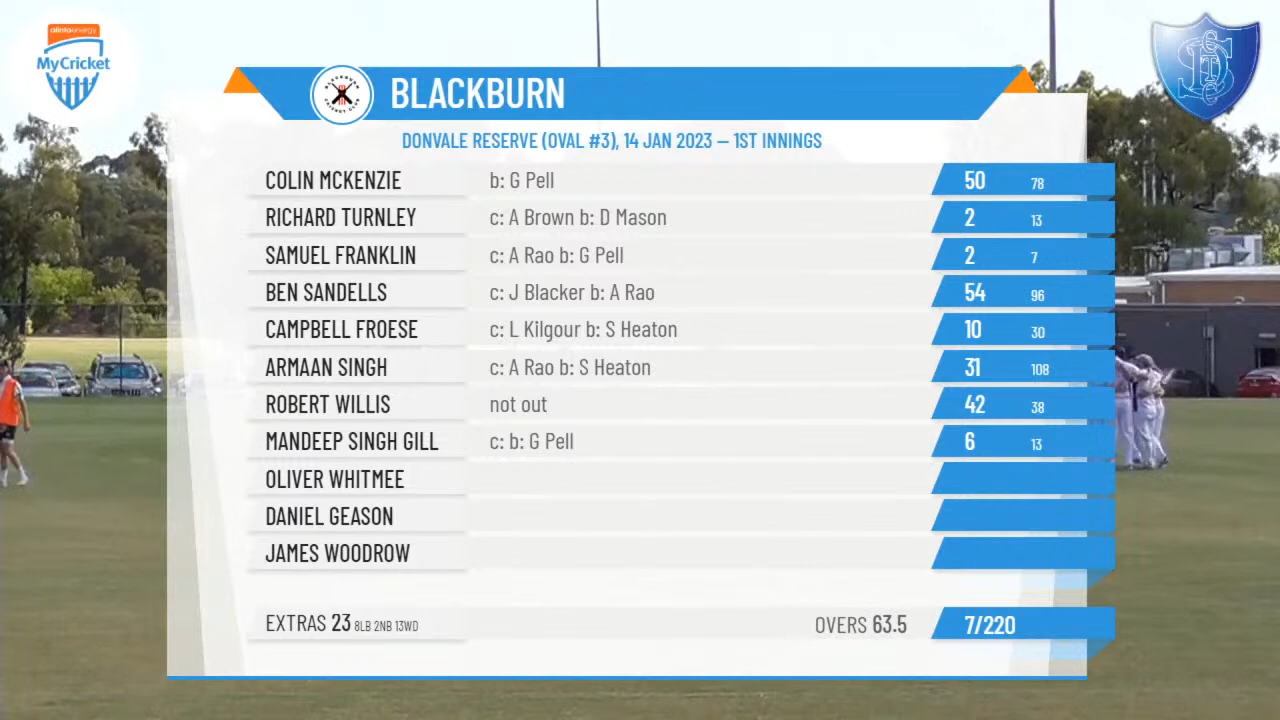 alintaenergy
MyCricket
BLACKBURN
DONVALE RESERVE (OVAL #3), 14 JAN 2023 – 1ST INNINGS
COLIN MCKENZIE b: G Pell 50 78
RICHARD TURNLEY c: A Brown b: D Mason 2 13
SAMUEL FRANKLIN c: A Rao b: G Pell 2 7
BEN SANDELLS c: J Blacker b: A Rao 54 96
CAMPBELL FROESE c: L Kilgour b: S Heaton 10 30
ARMAAN SINGH c: A Rao b: S Heaton 31 108
ROBERT WILLIS not out 42 38
MANDEEP SINGH GILL c: b: G Pell 6 13
OLIVER WHITMEE
DANIEL GEASON
JAMES WOODROW
EXTRAS 23 8LB 2NB 13WD OVERS 63.5 7/220